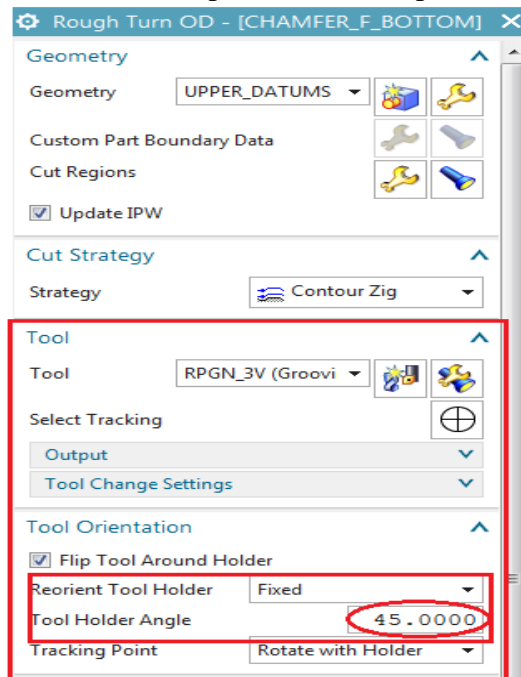 Rough Turn OD - [CHAMFER_F_BOTTOM]
Geometry
Geometry UPPER_DATUMS
Custom Part Boundary Data
Cut Regions
Update IPW
Cut Strategy
Strategy Contour Zig
Tool
Tool RPGN_3V (Groovi
Select Tracking
Output
Tool Change Settings
Tool Orientation
Flip Tool Around Holder
Reorient Tool Holder Fixed
Tool Holder Angle 45.0000
Tracking Point Rotate with Holder